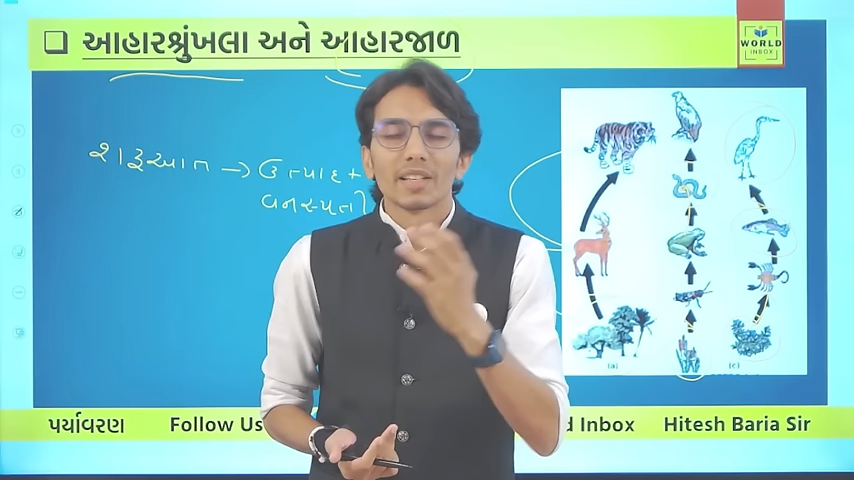 ❑ આહારશ્રુંખલા અને આહારજાળ
WORLD
INBOX
શરૂઆત → ઉત્પાદ
વનસ્પતી
(a)
(c)
પર્યાવરણ Follow Us Inbox Hitesh Baria Sir